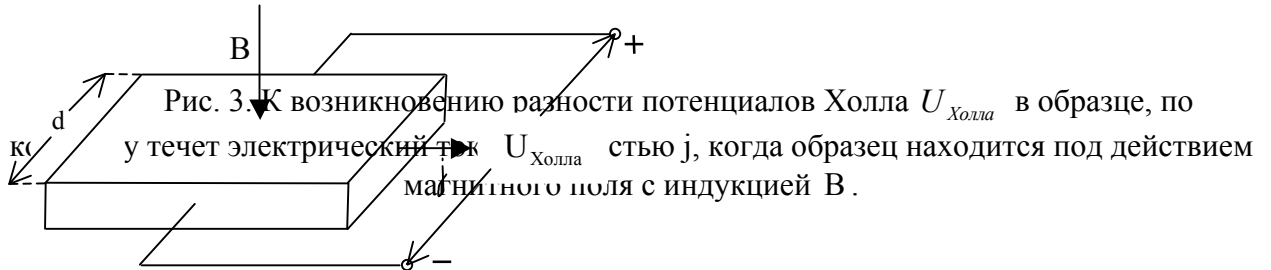 B
+
d
Рис. 3. К возникновению разности потенциалов Холла U Холла в образце, по
у течет электрический U Холла стью j, когда образец находится под действием
магнитного поля с индукцией B .
−